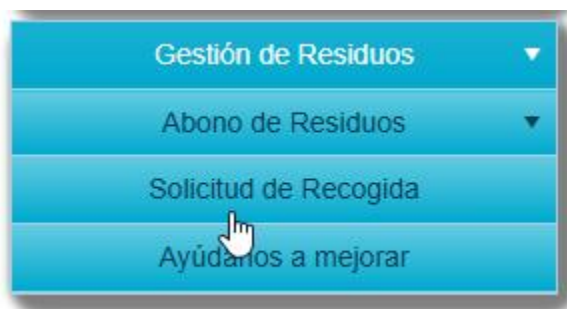 Gestión de Residuos
Abono de Residuos
Solicitud de Recogida
Ayúdanos a mejorar